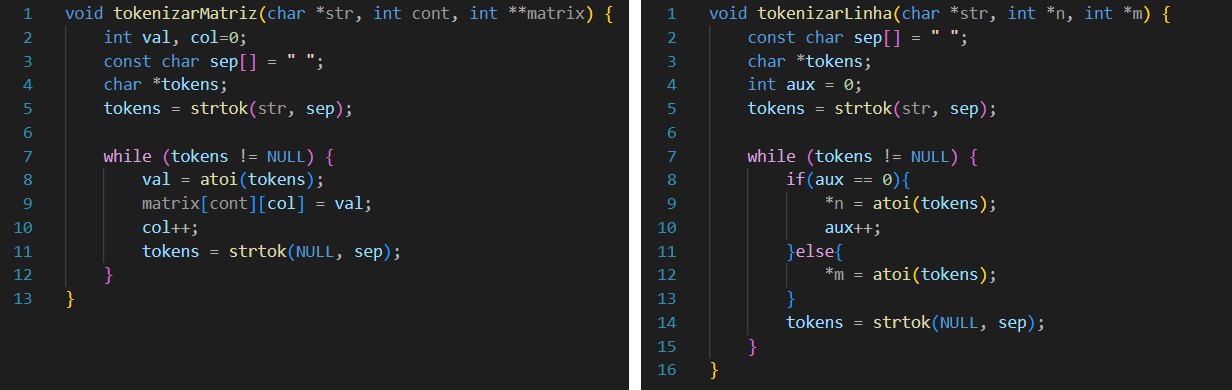 1 void tokenizarMatriz(char *str, int cont, int **matrix) {
2 int val, col=0;
3 const char sep[] = " ";
4 char *tokens;
5 tokens = strtok(str, sep);
6
7 while (tokens != NULL) {
8 val = atoi(tokens);
9 matrix[cont][col] = val;
10 col++;
11 tokens = strtok(NULL, sep);
12 }
13 }
1 void tokenizarLinha(char *str, int *n, int *m) {
2 const char sep[] = " ";
3 char *tokens;
4 int aux = 0;
5 tokens = strtok(str, sep);
6
7 while (tokens != NULL) {
8 if(aux == 0){
9 *n = atoi(tokens);
10 aux++;
11 }else{
12 *m = atoi(tokens);
13 }
14 tokens = strtok(NULL, sep);
15 }
16 }